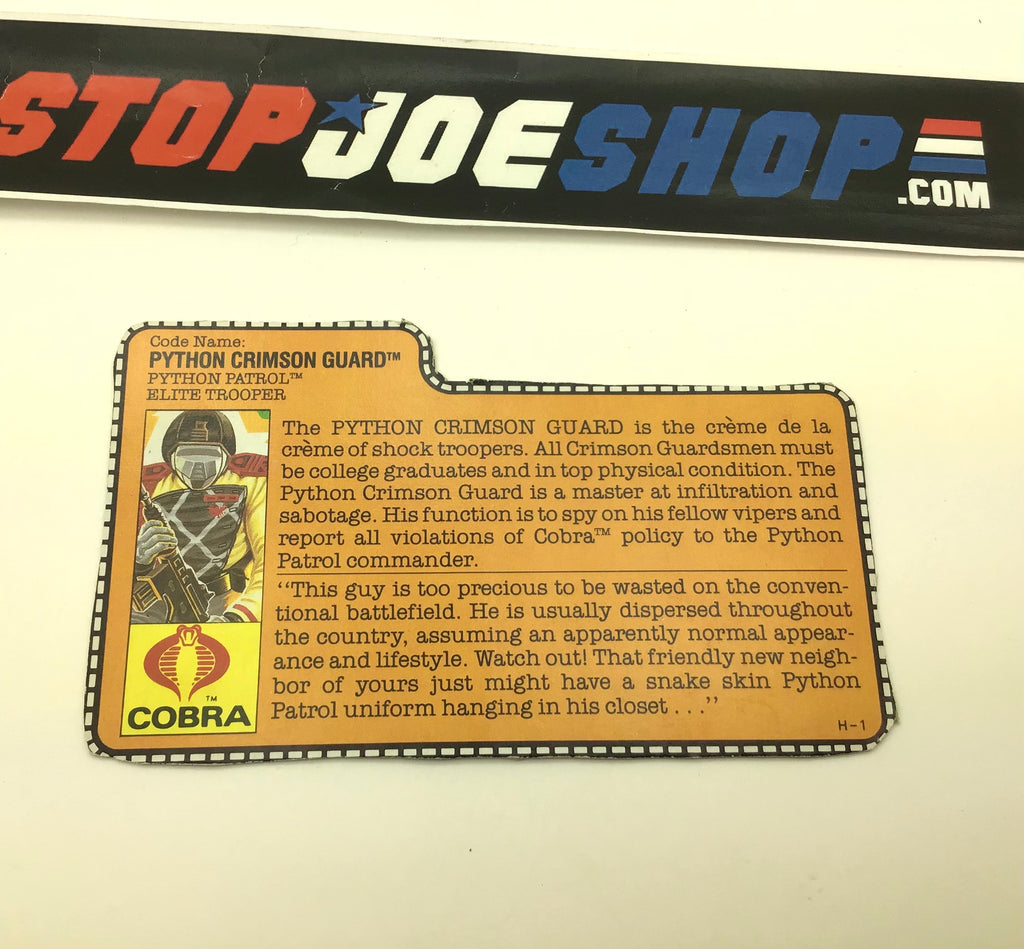 STOPJOESHOP
.COM
Code Name:
PYTHON CRIMSON GUARD™
PYTHON PATROL™
ELITE TROOPER
The PYTHON CRIMSON GUARD is the crème de la
crème of shock troopers. All Crimson Guardsmen must
be college graduates and in top physical condition. The
Python Crimson Guard is a master at infiltration and
sabotage. His function is to spy on his fellow vipers and
report all violations of Cobra™ policy to the Python
Patrol commander.
‘‘This guy is too precious to be wasted on the conven-
tional battlefield. He is usually dispersed throughout
the country, assuming an apparently normal appear-
ance and lifestyle. Watch out! That friendly new neigh-
bor of yours just might have a snake skin Python
Patrol uniform hanging in his closet . . .’’
TM
COBRA
H-1